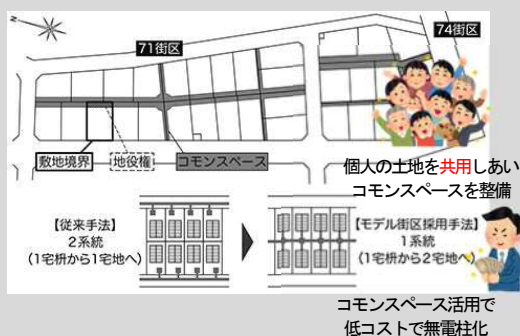 71街区
74街区
敷地境界
地役権
コモンスペース
個人の土地を共用しあい
コモンスペースを整備
【従来手法】
2系統
(1宅枡から1宅地へ)
【モデル街区採用手法】
1系統
(1宅枡から2宅地へ)
コモンスペース活用で
低コストで無電柱化